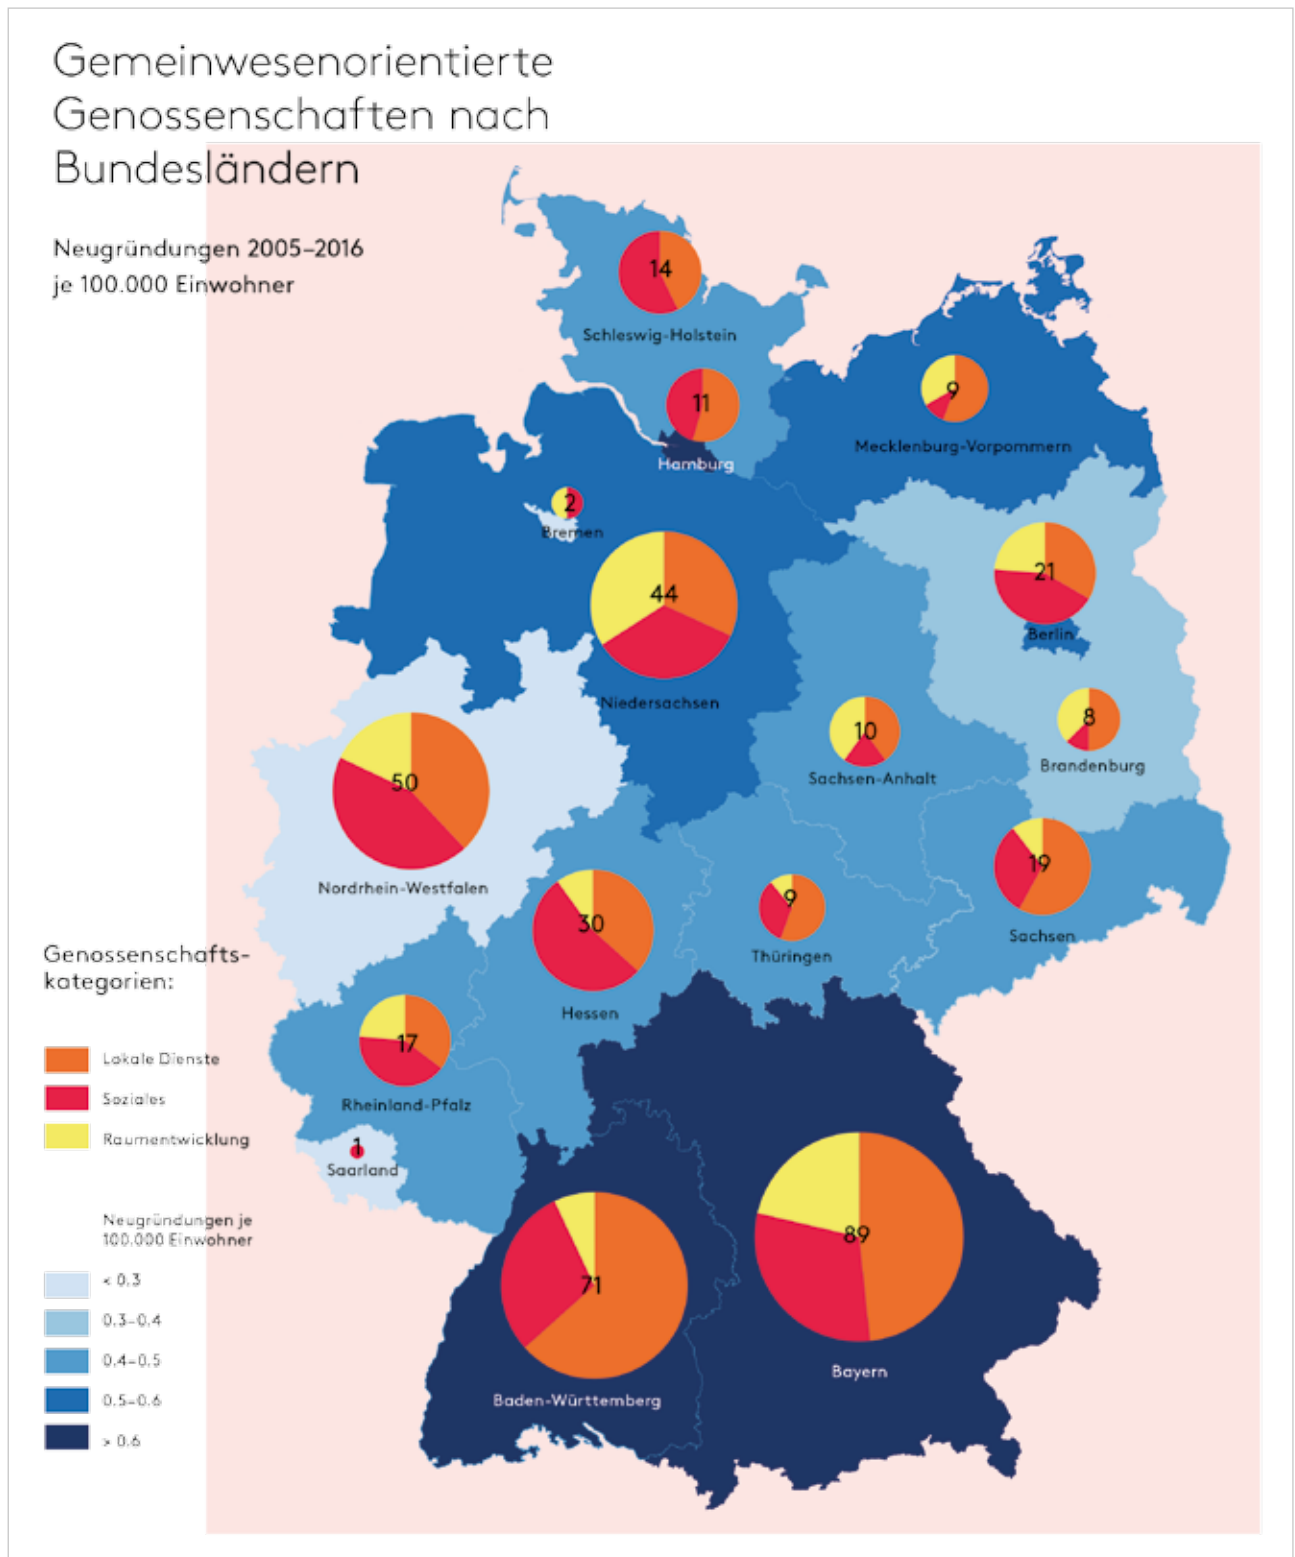 Gemeinwesenorientierte
Genossenschaften nach
Bundesländern
Neugründungen 2005–2016
je 100.000 Einwohner
14
Schleswig-Holstein
11
Hamburg
9
Mecklenburg-Vorpommern
2
Bremen
44
Niedersachsen
21
Berlin
8
Brandenburg
10
Sachsen-Anhalt
50
Nordrhein-Westfalen
19
Sachsen
30
Hessen
9
Thüringen
17
Rheinland-Pfalz
1
Saarland
71
Baden-Württemberg
89
Bayern
Genossenschafts-
kategorien:
Lokale Dienste
Soziales
Raumentwicklung
Neugründungen je
100.000 Einwohner
< 0.3
0.3–0.4
0.4–0.5
0.5–0.6
> 0.6